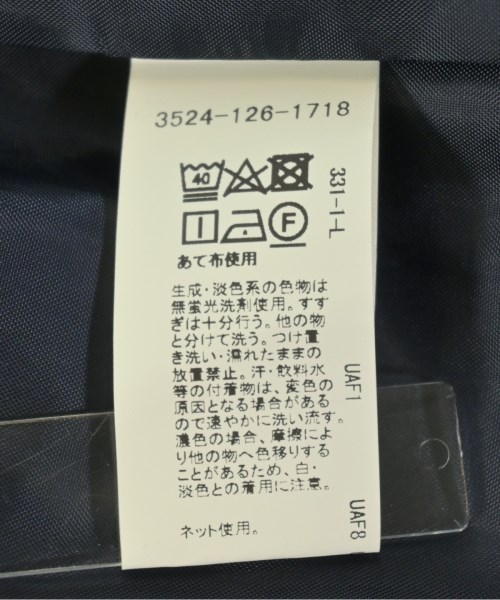 3524-126-1718
40
F
331-1-L
あて布使用
生成・淡色系の色物は
無蛍光洗剤使用。すす
ぎは十分行う。他の物
と分けて洗う。つけ置
き洗い・濡れたままの
放置禁止。汗・飲料水
等の付着物は、変色の
原因となる場合がある
ので速やかに洗い流す。
濃色の場合、摩擦によ
り他の物へ色移りする
ことがあるため、白・
淡色との着用に注意。
ネット使用。
UAF1
UAF8